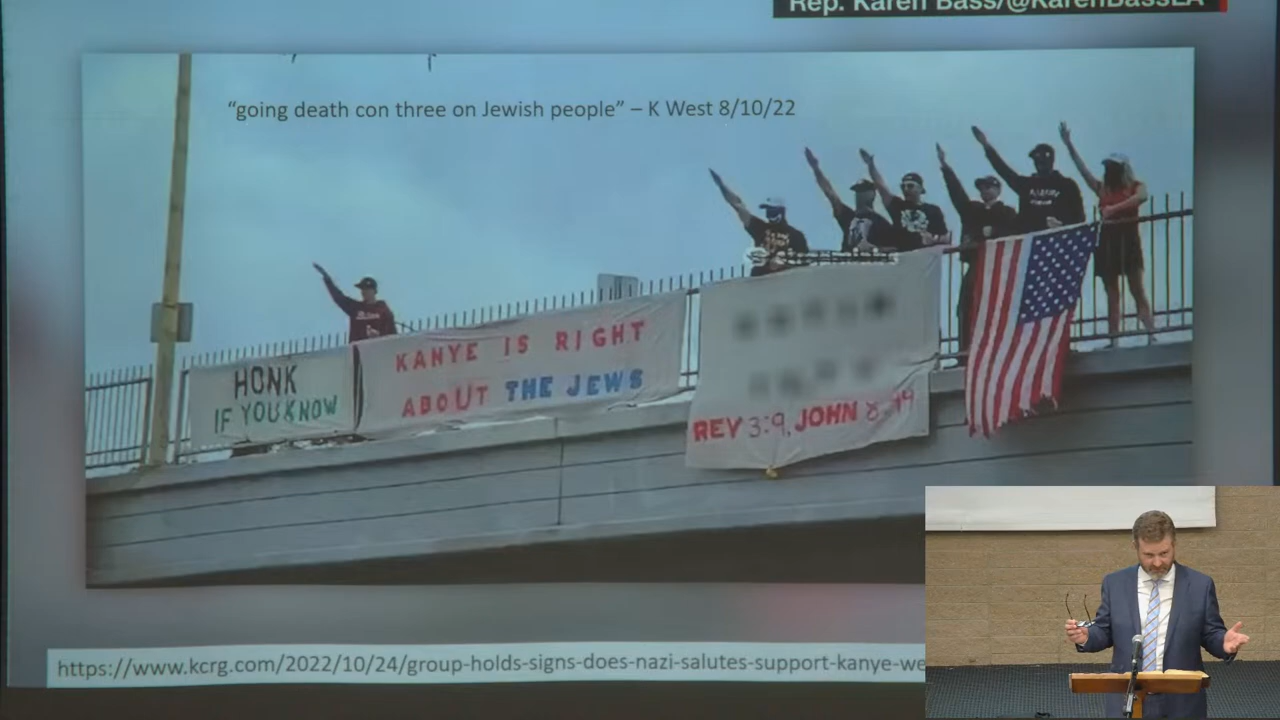 Rep. Karen Bass/@KarenBassLA
“going death con three on Jewish people” – K West 8/10/22
HONK
IF YOU KNOW
KANYE IS RIGHT
ABOUT THE JEWS
REV 3:9, JOHN
https://www.kcrg.com/2022/10/24/group-holds-signs-does-nazi-salutes-support-kanye-we